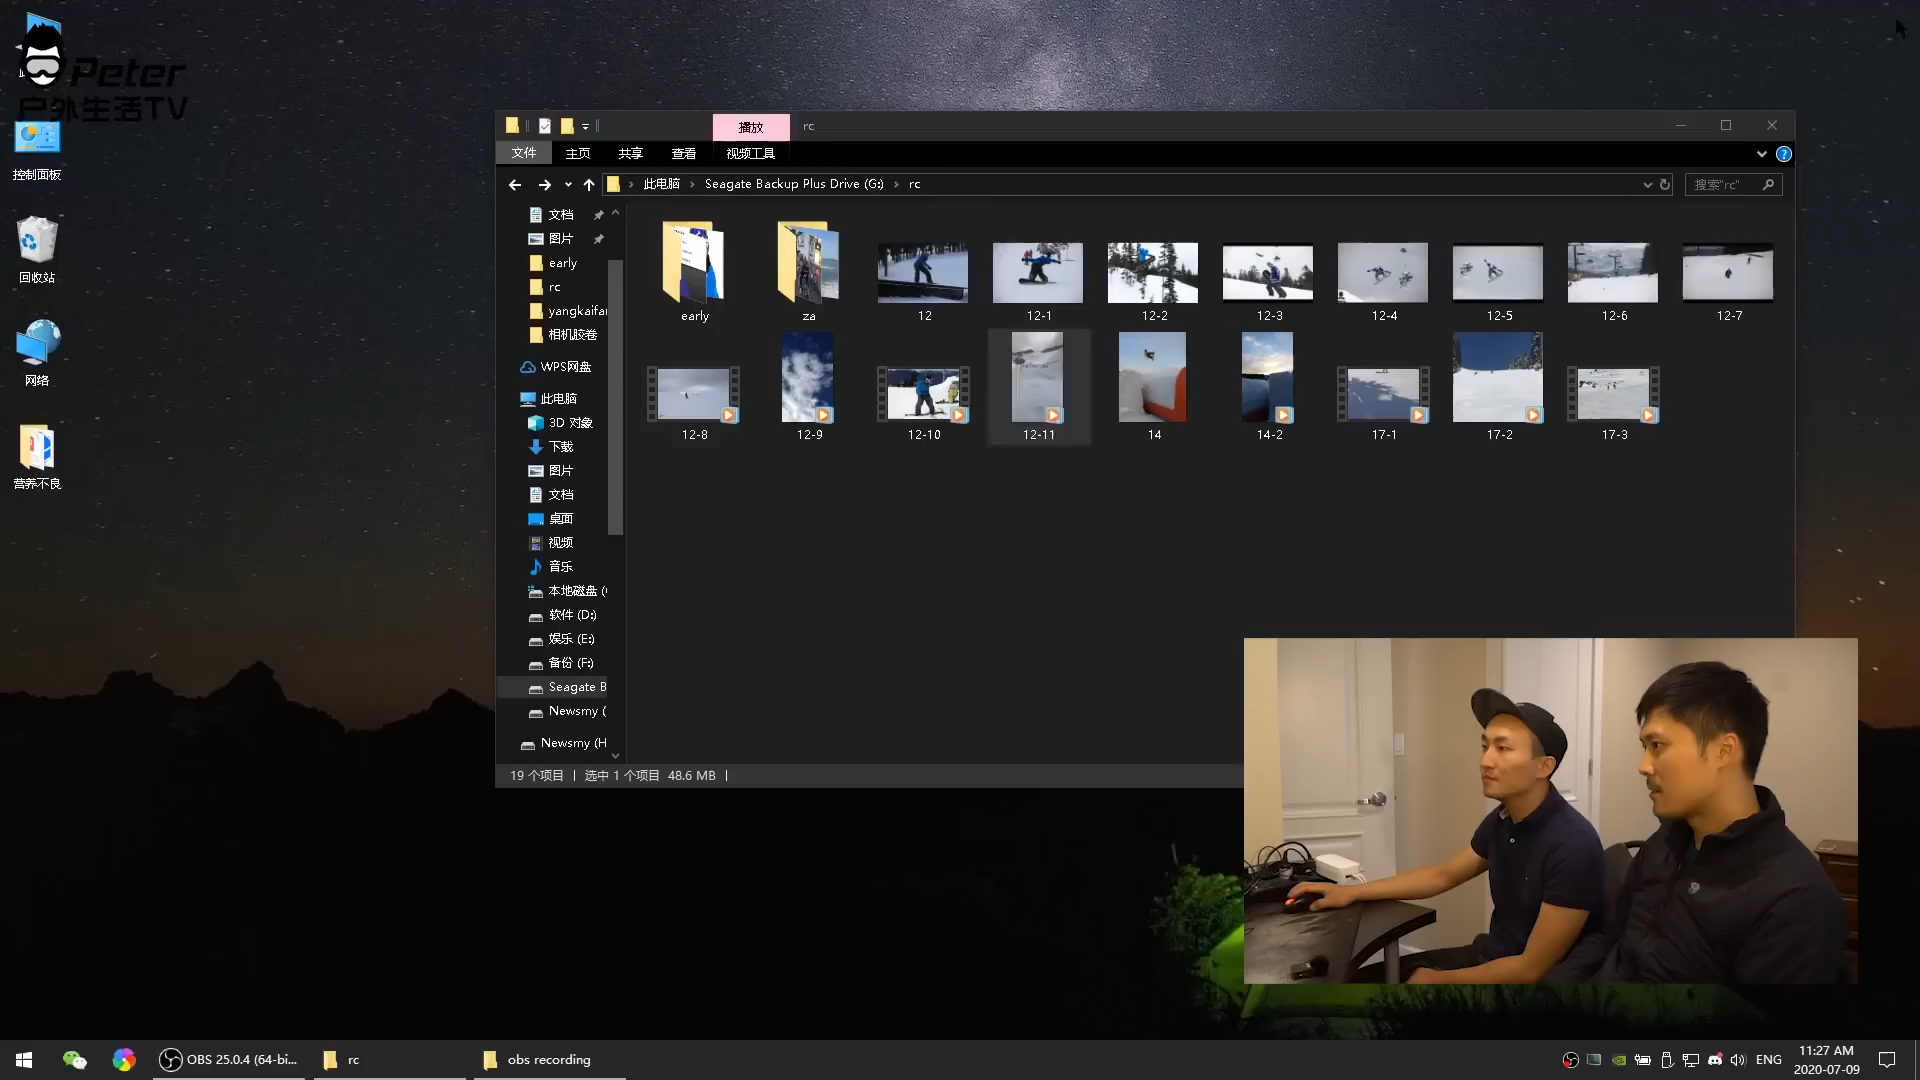 Peter
户外生活TV
控制面板
回收站
网络
营养不良
播放
rc
文件
主页
共享
查看
视频工具
此电脑
Seagate Backup Plus Drive (G:)
rc
搜索"rc"
文档
图片
early
rc
yangkaifan
相机胶卷
WPS网盘
此电脑
3D 对象
下载
图片
文档
桌面
视频
音乐
本地磁盘 (
软件 (D:)
娱乐 (E:)
备份 (F:)
Seagate B
Newsmy (
Newsmy (H
early
za
12
12-1
12-2
12-3
12-4
12-5
12-6
12-7
12-8
12-9
12-10
12-11
14
14-2
17-1
17-2
17-3
19 个项目
选中 1 个项目 48.6 MB
OBS 25.0.4 (64-bi...
rc
obs recording
ENG
11:27 AM
2020-07-09